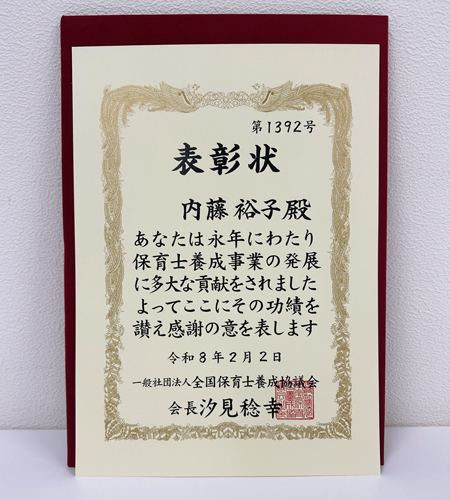 第1392号
表彰状
内藤裕子殿
あなたは永年にわたり
保育士養成事業の発展
に多大な貢献をされました
よってここにその功績を
讃え感謝の意を表します
令和8年2月2日
一般社団法人全国保育士養成協議会
会長汐見稔幸